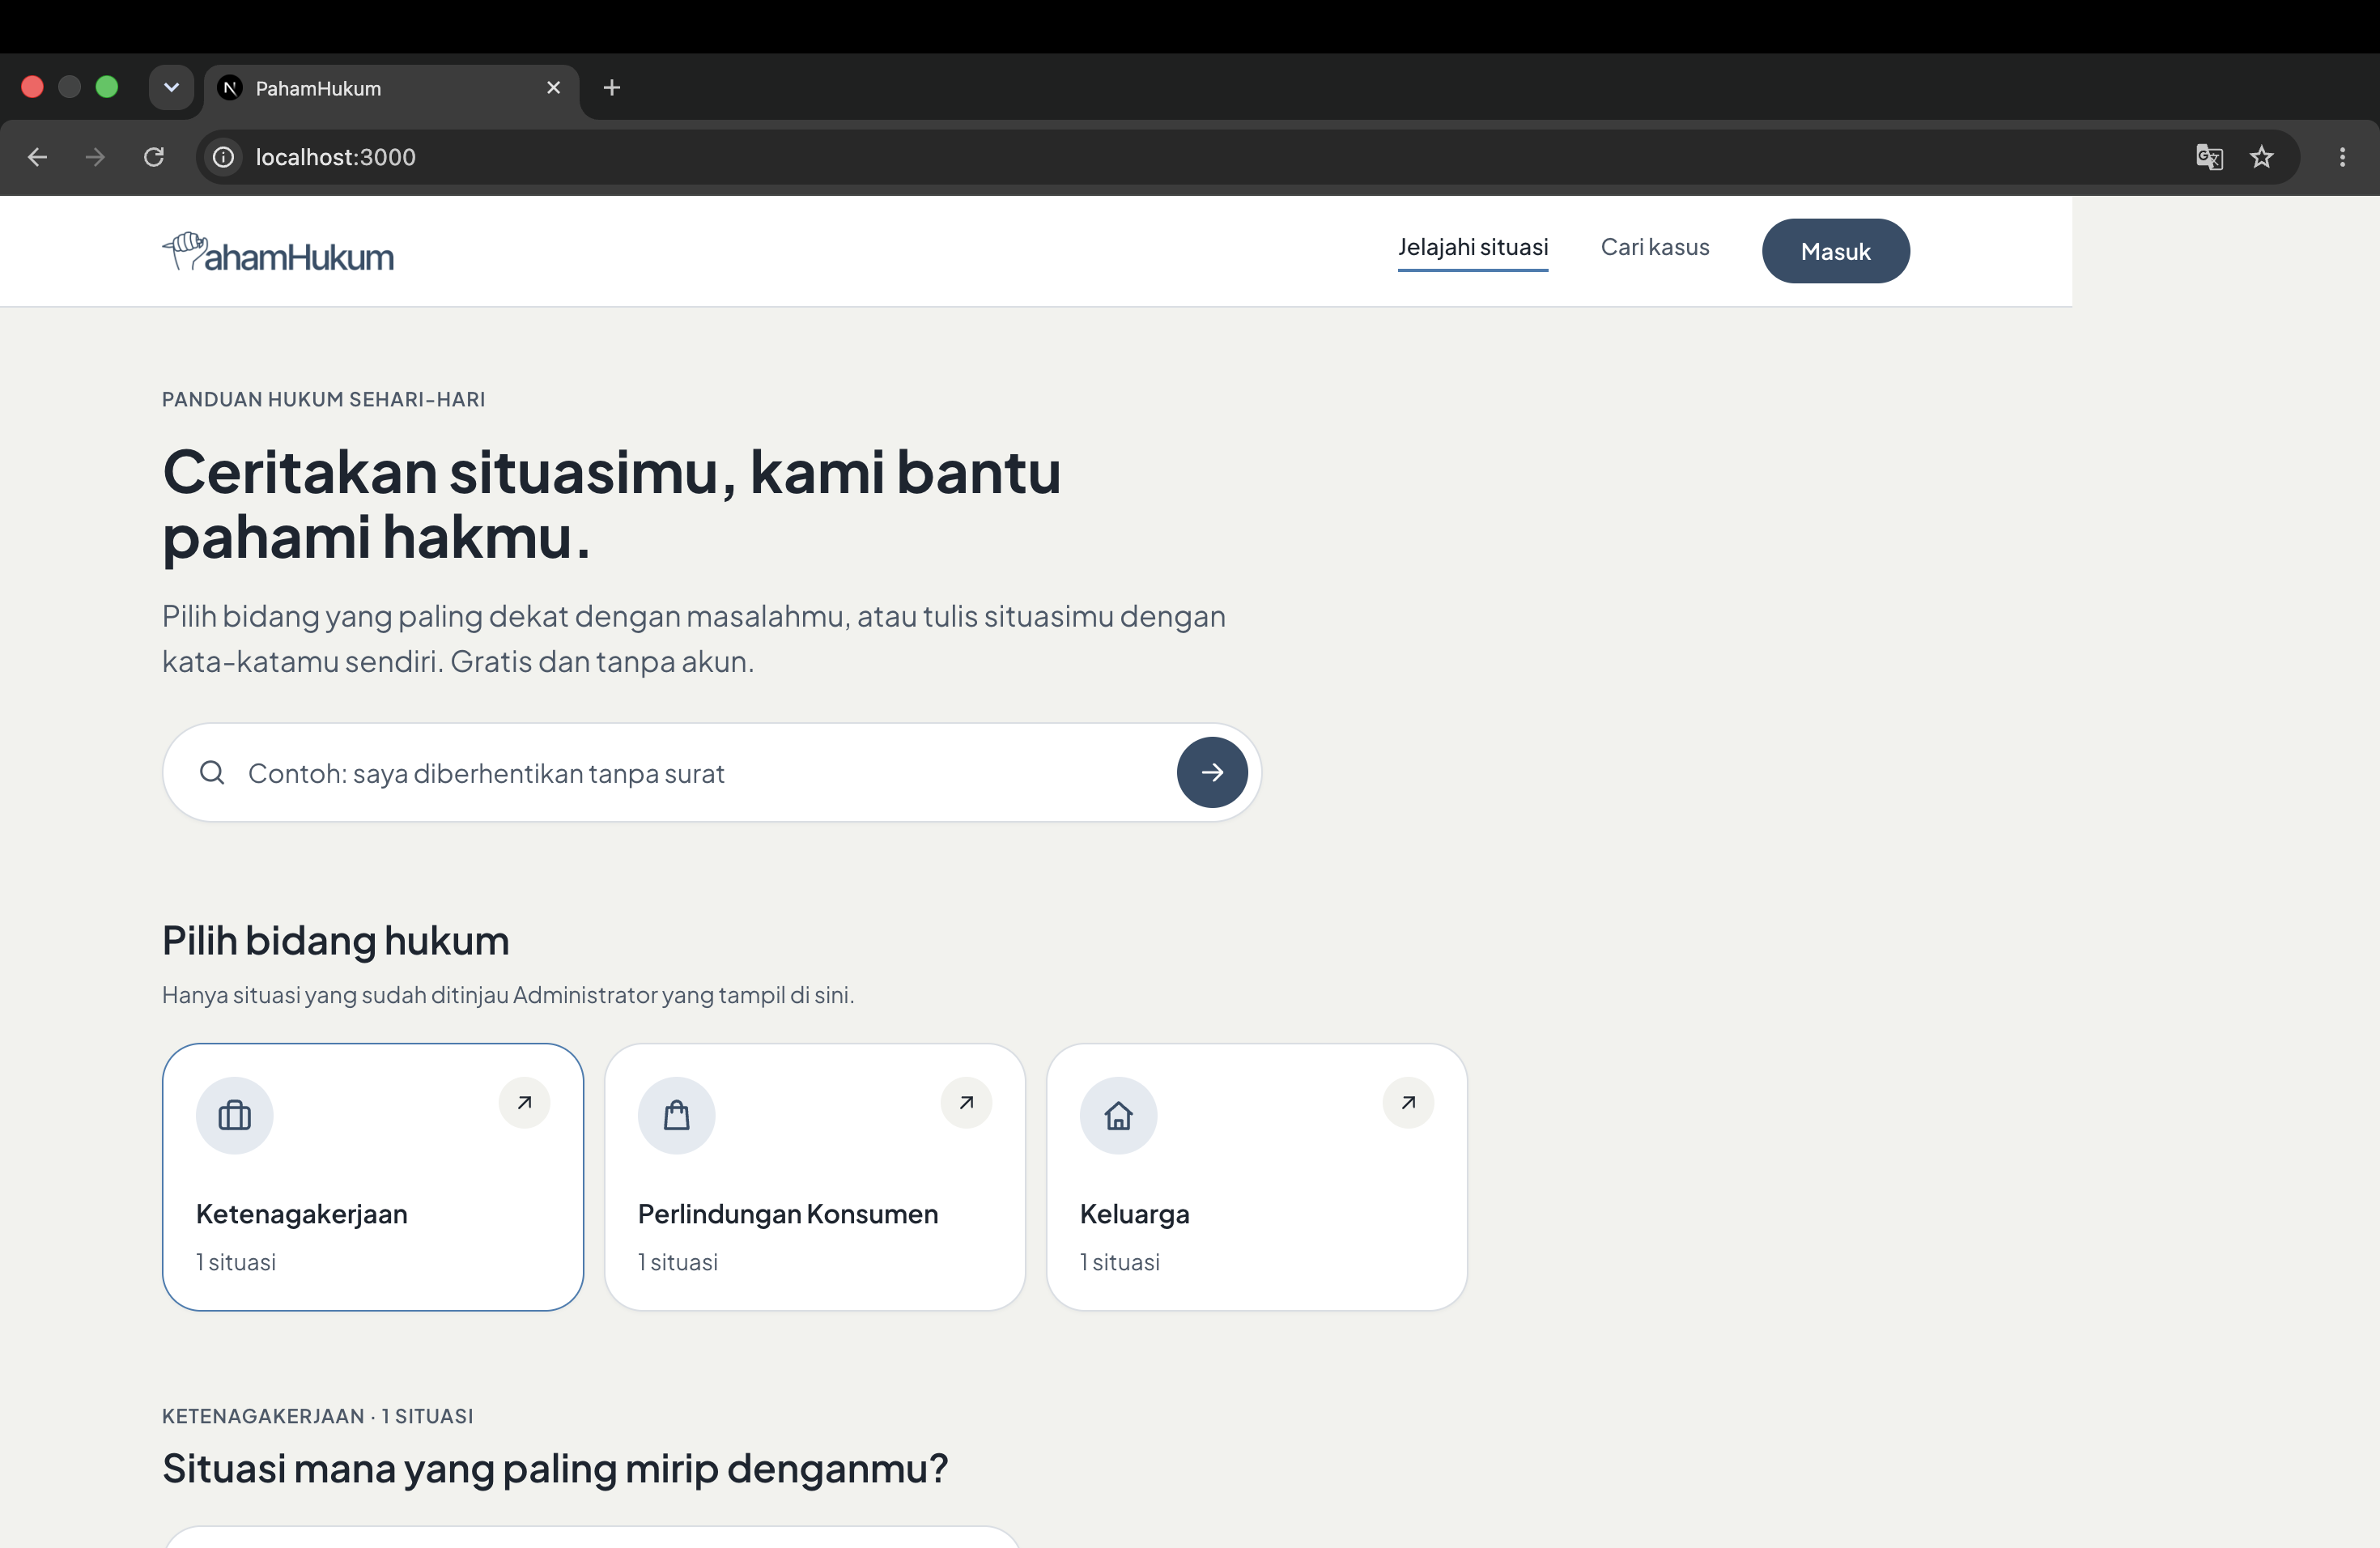 PahamHukum
localhost:3000
PahamHukum
Jelajahi situasi
Cari kasus
Masuk
PANDUAN HUKUM SEHARI-HARI
Ceritakan situasimu, kami bantu
pahami hakmu.
Pilih bidang yang paling dekat dengan masalahmu, atau tulis situasimu dengan
kata-katamu sendiri. Gratis dan tanpa akun.
Contoh: saya diberhentikan tanpa surat
Pilih bidang hukum
Hanya situasi yang sudah ditinjau Administrator yang tampil di sini.
Ketenagakerjaan
1 situasi
Perlindungan Konsumen
1 situasi
Keluarga
1 situasi
KETENAGAKERJAAN · 1 SITUASI
Situasi mana yang paling mirip denganmu?